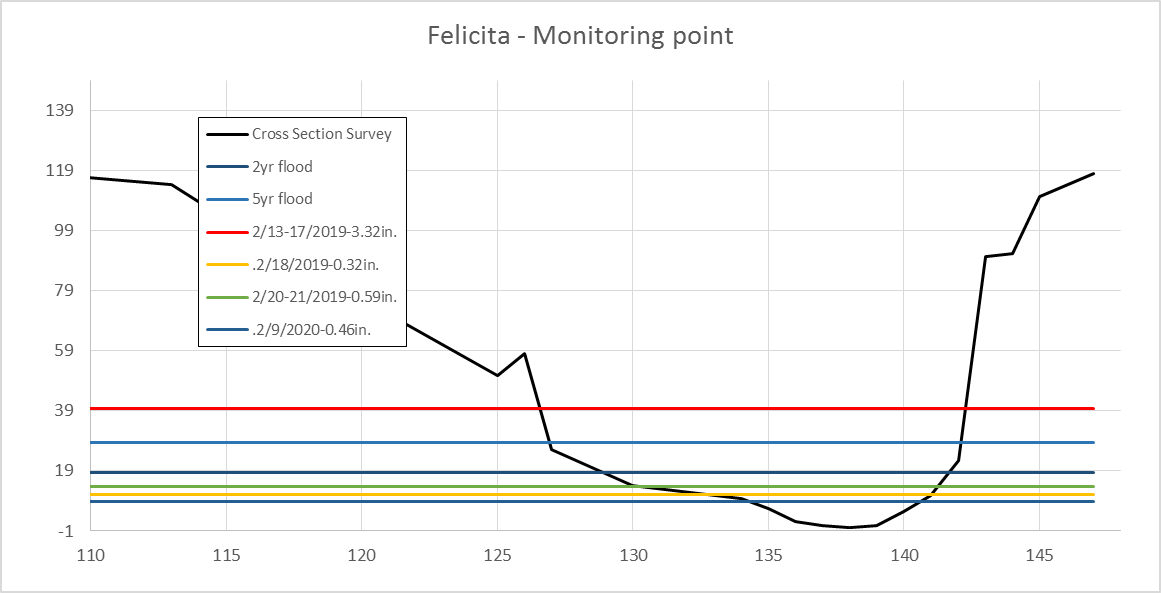 Felicita - Monitoring point
139
119
99
79
59
39
19
-1
Cross Section Survey
2yr flood
5yr flood
2/13-17/2019-3.32in.
.2/18/2019-0.32in.
2/20-21/2019-0.59in.
.2/9/2020-0.46in.
110 115 120 125 130 135 140 145